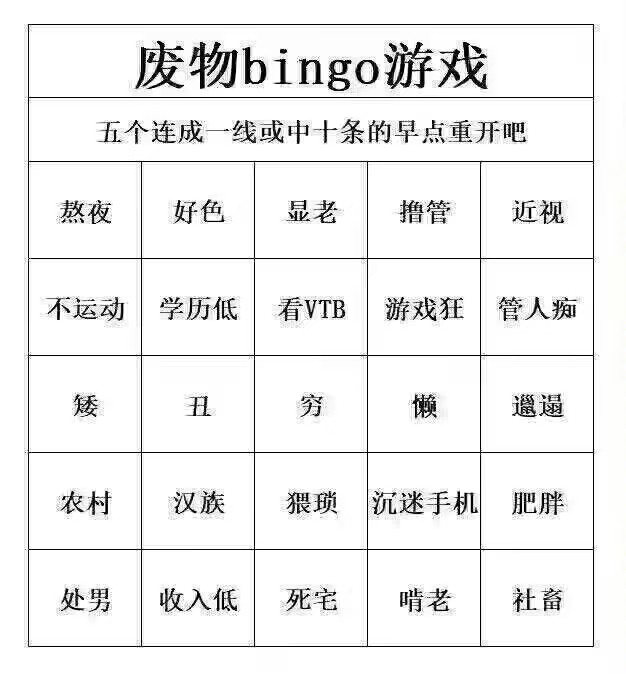 废物bingo游戏
五个连成一线或中十条的早点重开吧
熬夜 好色 显老 撸管 近视
不运动 学历低 看VTB 游戏狂 管人痴
矮 丑 穷 懒 邋遢
农村 汉族 猥琐 沉迷手机 肥胖
处男 收入低 死宅 啃老 社畜